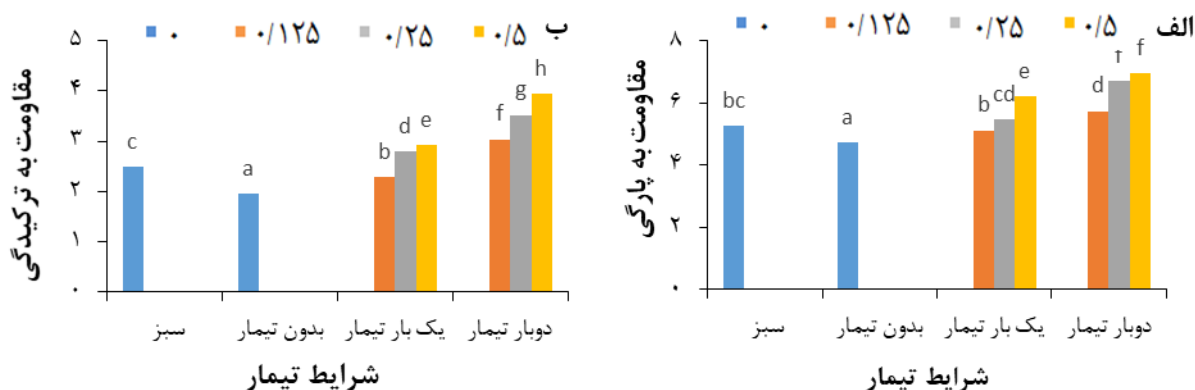 الف
۰ ۰/۱۲۵ ۰/۲۵ ۰/۵
مقاومت به پارگی
۸
۶
۴
۲
۰
bc a b cd e d f
سبز بدون تیمار یک بار تیمار دوبار تیمار
شرایط تیمار
ب
۰ ۰/۱۲۵ ۰/۲۵ ۰/۵
مقاومت به ترکیدگی
۵
۴
۳
۲
۱
۰
c a b d e f g h
سبز بدون تیمار یک بار تیمار دوبار تیمار
شرایط تیمار